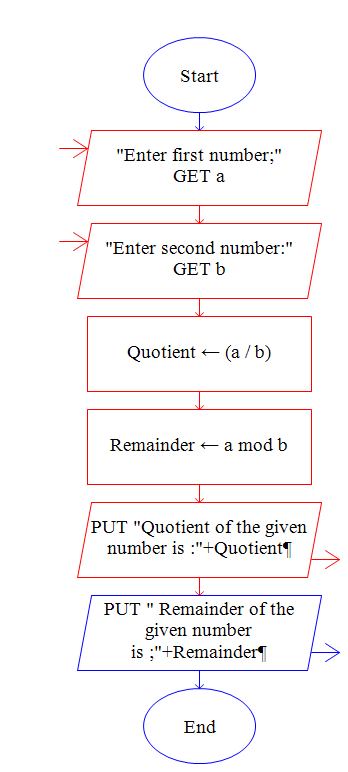 Start
"Enter first number;"
GET a
"Enter second number:"
GET b
Quotient ← (a / b)
Remainder ← a mod b
PUT "Quotient of the given
number is :"+Quotient¶
PUT " Remainder of the
given number
is ;"+Remainder¶
End